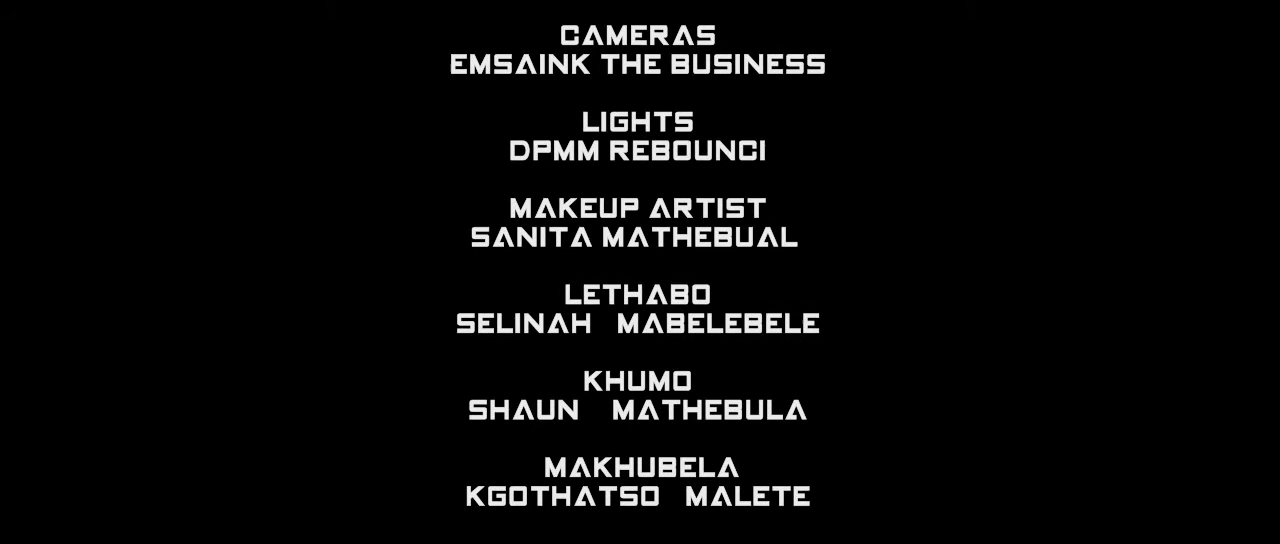 CAMERAS
EMSAINK THE BUSINESS
LIGHTS
DPMM REBOUNCI
MAKEUP ARTIST
SANITA MATHEBUAL
LETHABO
SELINAH MABELEBELE
KHUMO
SHAUN MATHEBULA
MAKHUBELA
KGOTHATSO MALETE